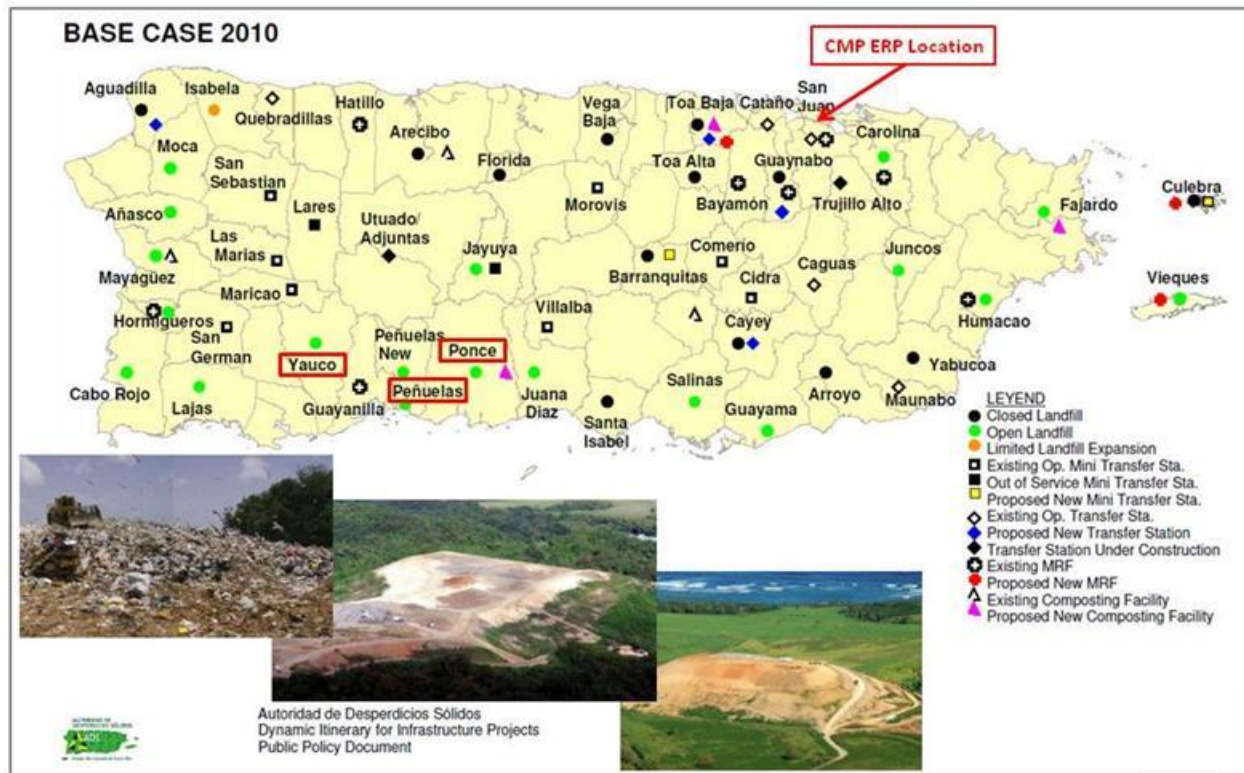 BASE CASE 2010
CMP ERP Location
Aguadilla
Isabela
Quebradillas
Hatillo
Arecibo
Florida
Vega
Baja
Toa Baja
Cataño
San
Juan
Carolina
Moca
San
Sebastian
Lares
Utuado/
Adjuntas
Morovis
Toa Alta
Bayamón
Guaynabo
Trujillo Alto
Fajardo
Culebra
Añasco
Las
Marias
Mayagüez
Maricao
Jayuya
Barranquitas
Comerío
Cidra
Caguas
Juncos
Vieques
Hormigueros
San
German
Yauco
Peñuelas
New
Ponce
Peñuelas
Villalba
Cayey
Humacao
Yabucoa
Cabo Rojo
Lajas
Guayanilla
Juana
Diaz
Santa
Isabel
Salinas
Guayama
Arroyo
Maunabo
LEYEND
Closed Landfill
Open Landfill
Limited Landfill Expansion
Existing Op. Mini Transfer Sta.
Out of Service Mini Transfer Sta.
Proposed New Mini Transfer Sta.
Existing Op. Transfer Sta.
Proposed New Transfer Station
Transfer Station Under Construction
Existing MRF
Proposed New MRF
Existing Composting Facility
Proposed New Composting Facility
Autoridad de Desperdicios Sólidos
Dynamic Itinerary for Infrastructure Projects
Public Policy Document
AUTORIDAD DE
DESPERDICIOS SÓLIDOS